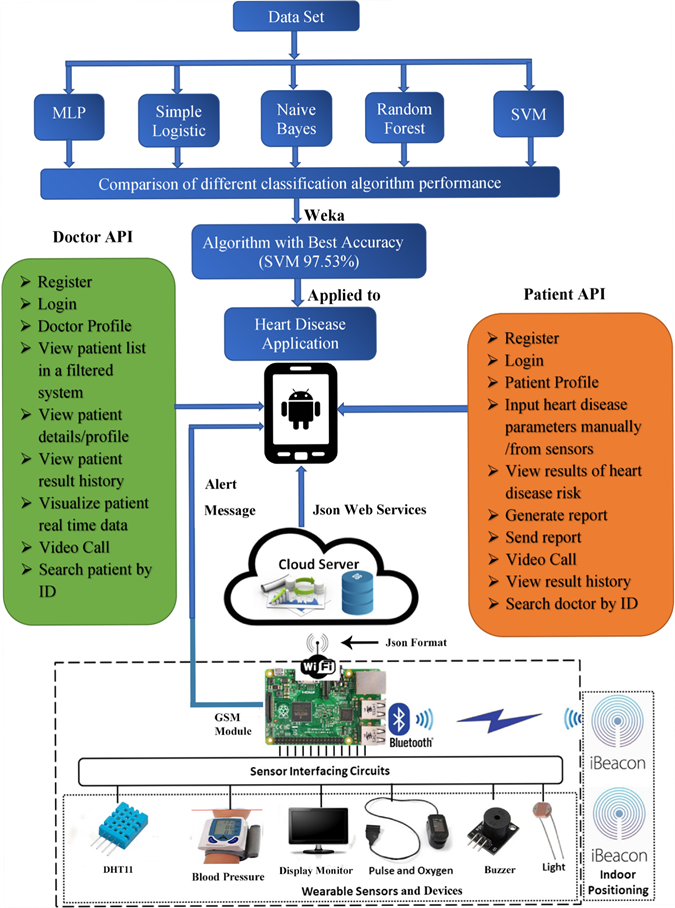 Data Set
MLP
Simple
Logistic
Naive
Bayes
Random
Forest
SVM
Comparison of different classification algorithm performance
Weka
Algorithm with Best Accuracy
(SVM 97.53%)
Applied to
Heart Disease
Application
Doctor API
➢ Register
➢ Login
➢ Doctor Profile
➢ View patient list
in a filtered
system
➢ View patient
details/profile
➢ View patient
result history
➢ Visualize patient
real time data
➢ Video Call
➢ Search patient by
ID
Patient API
➢ Register
➢ Login
➢ Patient Profile
➢ Input heart disease
parameters manually
/from sensors
➢ View results of heart
disease risk
➢ Generate report
➢ Send report
➢ Video Call
➢ View result history
➢ Search doctor by ID
Alert
Message
Json Web Services
Cloud Server
Json Format
WiFi
GSM
Module
Bluetooth®
iBeacon
iBeacon
Indoor
Positioning
Sensor Interfacing Circuits
DHT11
Blood Pressure
Display Monitor
Pulse and Oxygen
Buzzer
Light
Wearable Sensors and Devices